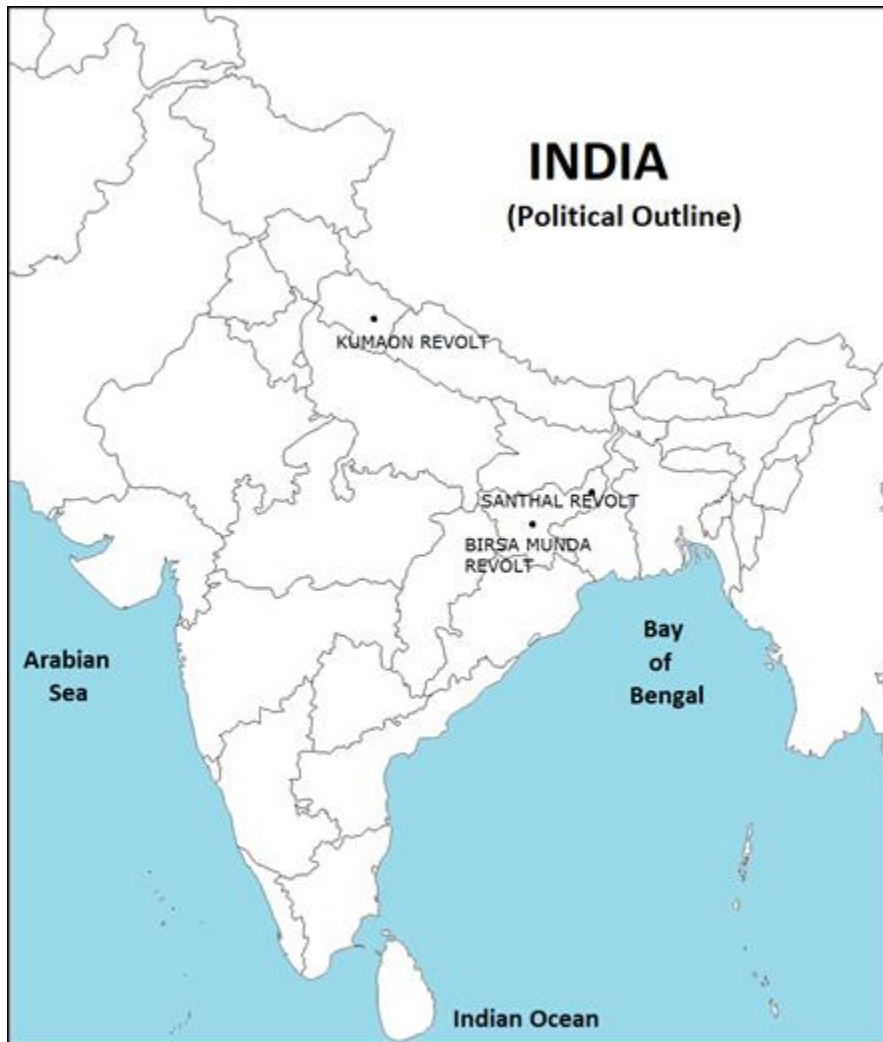 INDIA
(Political Outline)
KUMAON REVOLT
SANTHAL REVOLT
BIRSA MUNDA
REVOLT
Arabian
Sea
Bay
of
Bengal
Indian Ocean